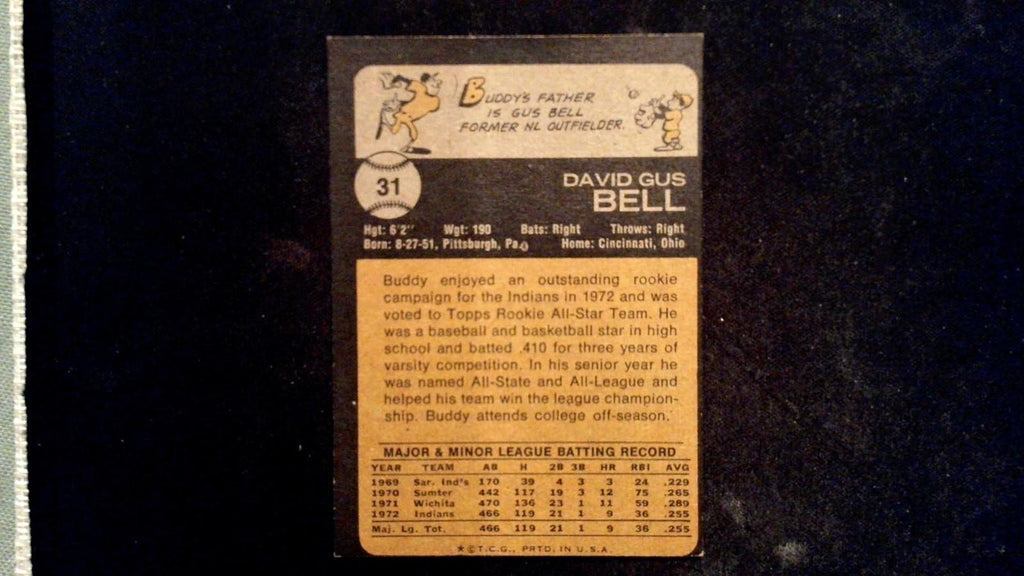 BUDDY'S FATHER
IS GUS BELL
FORMER NL OUTFIELDER.
31
DAVID GUS
BELL
Hgt: 6'2" Wgt: 190 Bats: Right Throws: Right
Born: 8-27-51, Pittsburgh, Pa. Home: Cincinnati, Ohio
Buddy enjoyed an outstanding rookie
campaign for the Indians in 1972 and was
voted to Topps Rookie All-Star Team. He
was a baseball and basketball star in high
school and batted .410 for three years of
varsity competition. In his senior year he
was named All-State and All-League and
helped his team win the league champion-
ship. Buddy attends college off-season.
MAJOR & MINOR LEAGUE BATTING RECORD
YEAR TEAM AB H 2B 3B HR RBI AVG
1969 Sar. Ind's 170 39 4 3 3 24 .229
1970 Sumter 442 117 19 3 12 75 .265
1971 Wichita 470 136 23 1 11 59 .289
1972 Indians 466 119 21 1 9 36 .255
Maj. Lg. Tot. 466 119 21 1 9 36 .255
★©T.C.G., PRTD. IN U.S.A.